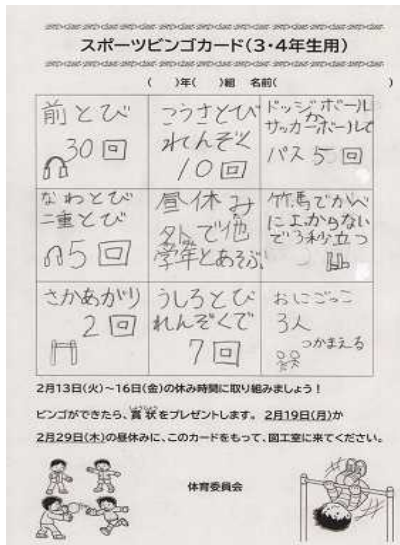 スポーツビンゴカード(3・4年生用)
(　)年(　)組　名前(　)
前とび
30回
こうさとび
れんぞく
10回
ドッジボールか
サッカーボールで
パス5回
なわとび
二重とび
5回
昼休み
外で他
学年とあそぶ
竹馬でかべ
によからない
で3秒立つ
さかあがり
2回
うしろとび
れんぞくで
7回
おにごっこ
3人
つかまえる
2月13日(火)~16日(金)の休み時間に取り組みましょう!
ビンゴができたら、賞状をプレゼントします。 2月19日(月)か
2月29日(木)の昼休みに、このカードをもって、図工室に来てください。
体育委員会